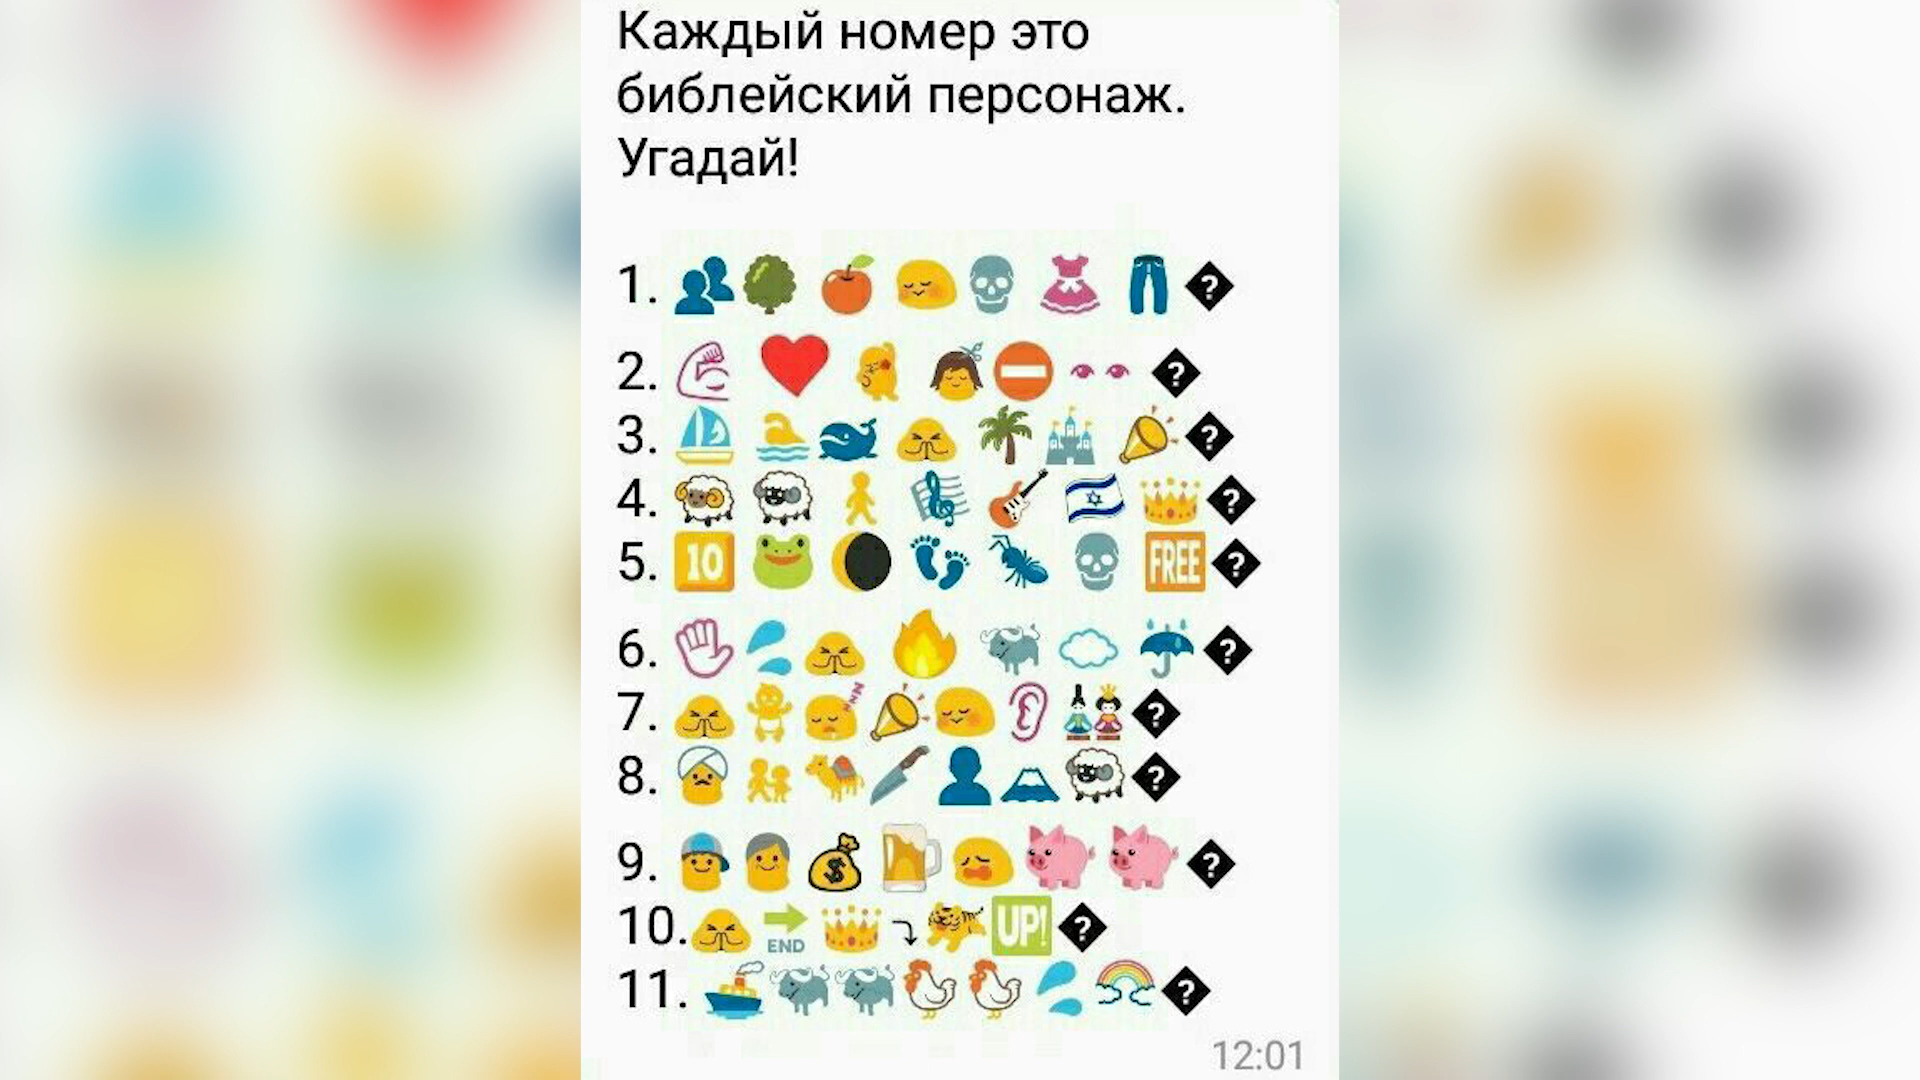 Каждый номер это
библейский персонаж.
Угадай!
1. ?
2. ?
3. ?
4. ?
5. 10 FREE ?
6. ?
7. zzz ?
8. ?
9. $ ?
10. END UP! ?
11. ?
12:01